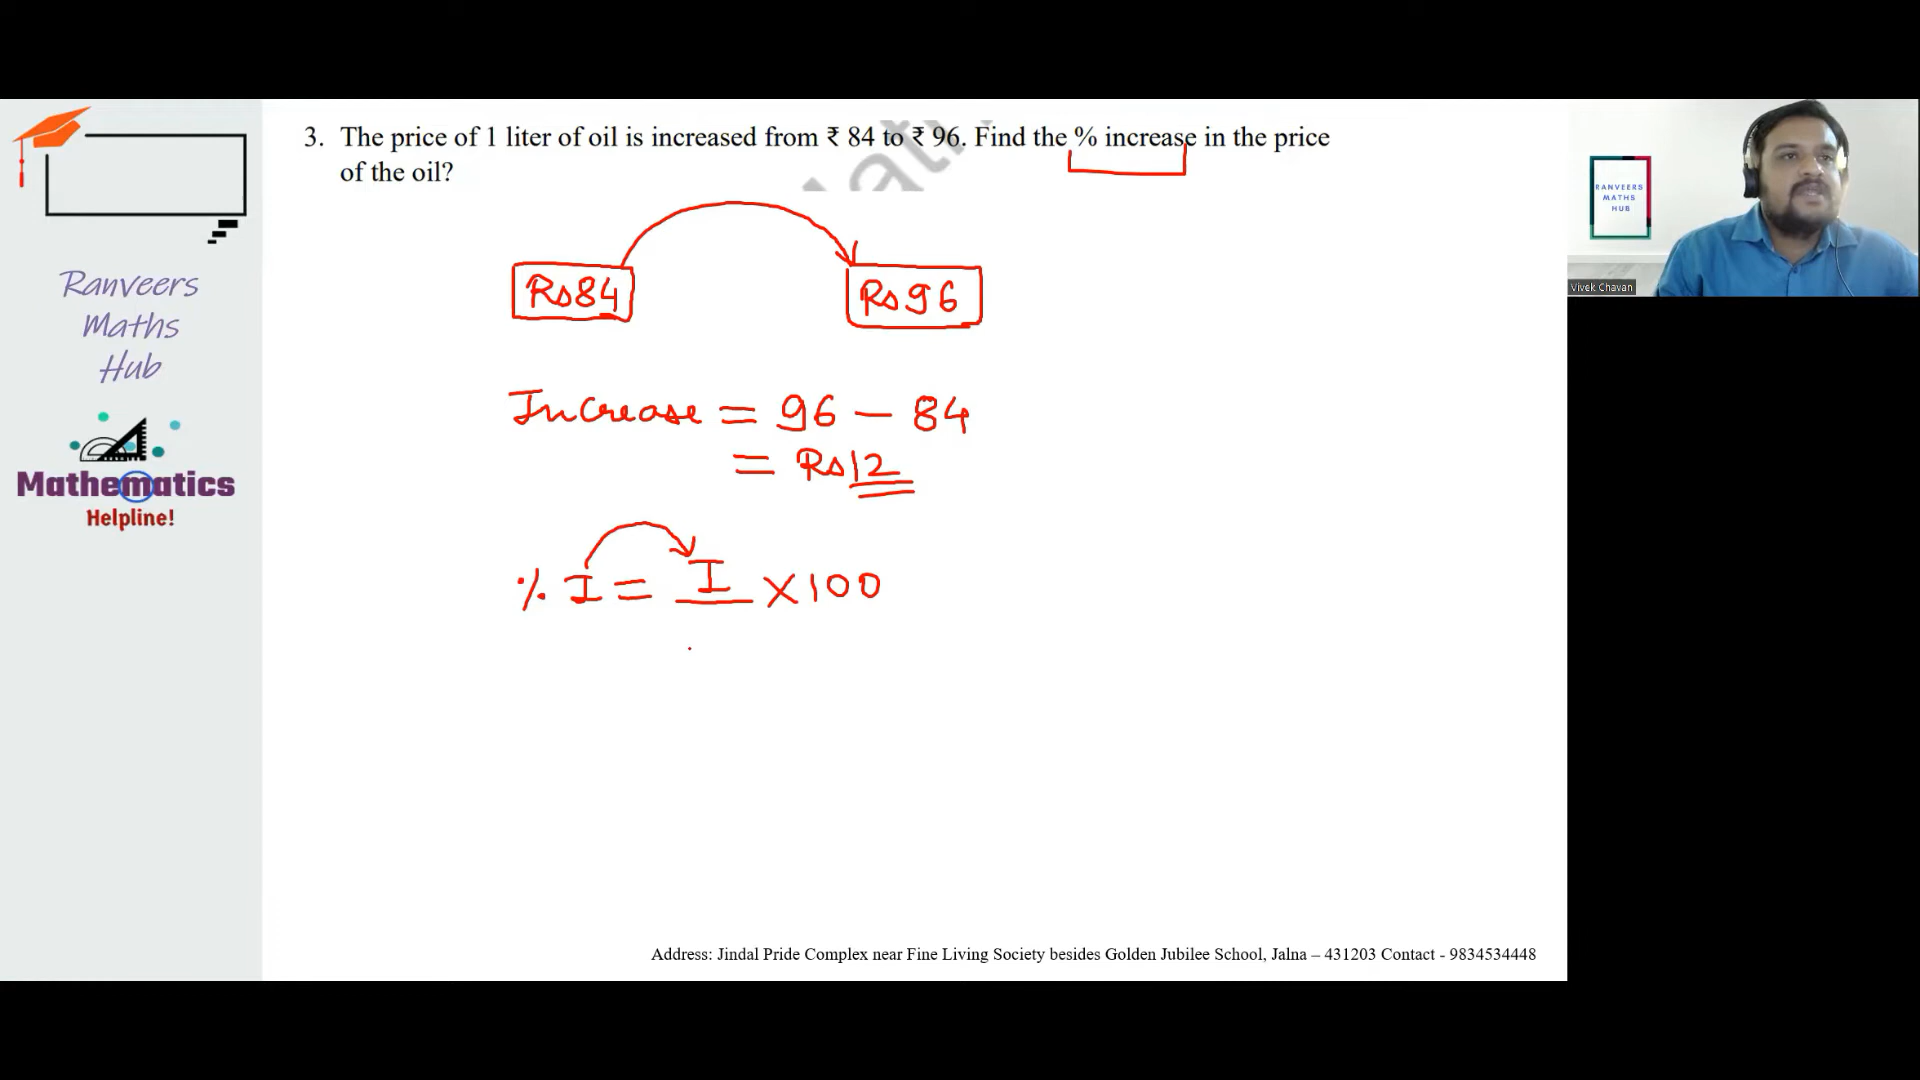 3. The price of 1 liter of oil is increased from ₹ 84 to ₹ 96. Find the % increase in the price
of the oil?
Rs84
Rs96
Increase = 96 - 84
= Rs12
% I = I × 100
Ranveers
Maths
Hub
Mathematics
Helpline!
RANVEERS
MATHS
HUB
Vivek Chavan
Address: Jindal Pride Complex near Fine Living Society besides Golden Jubilee School, Jalna – 431203 Contact - 9834534448